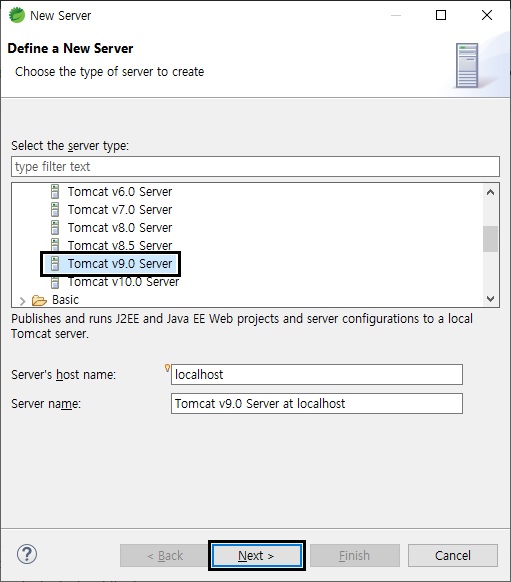 New Server
Define a New Server
Choose the type of server to create
Select the server type:
type filter text
Tomcat v6.0 Server
Tomcat v7.0 Server
Tomcat v8.0 Server
Tomcat v8.5 Server
Tomcat v9.0 Server
Tomcat v10.0 Server
Basic
Publishes and runs J2EE and Java EE Web projects and server configurations to a local
Tomcat server.
Server's host name: localhost
Server name: Tomcat v9.0 Server at localhost
? < Back Next > Finish Cancel